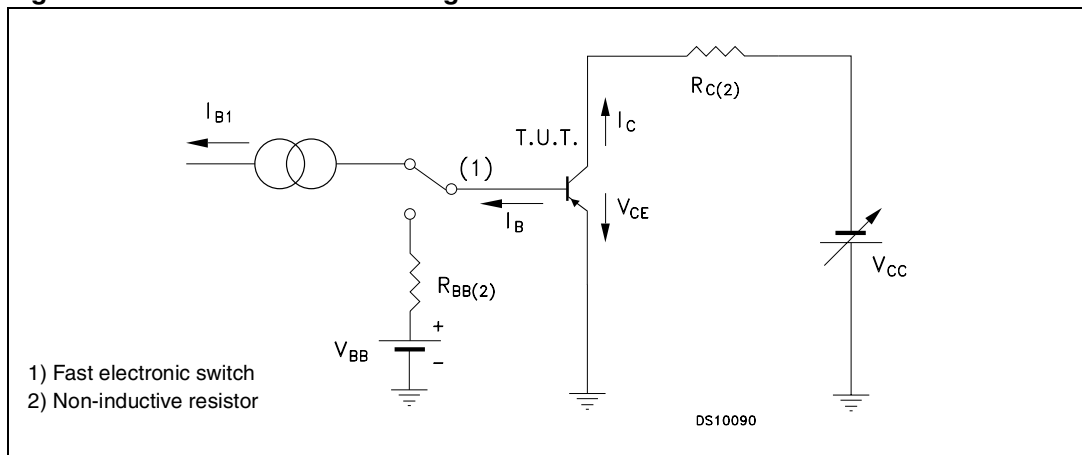 I_B1
R_C(2)
I_C
T.U.T.
(1)
I_B
V_CE
R_BB(2)
V_CC
+
V_BB
−
1) Fast electronic switch
2) Non-inductive resistor
DS10090